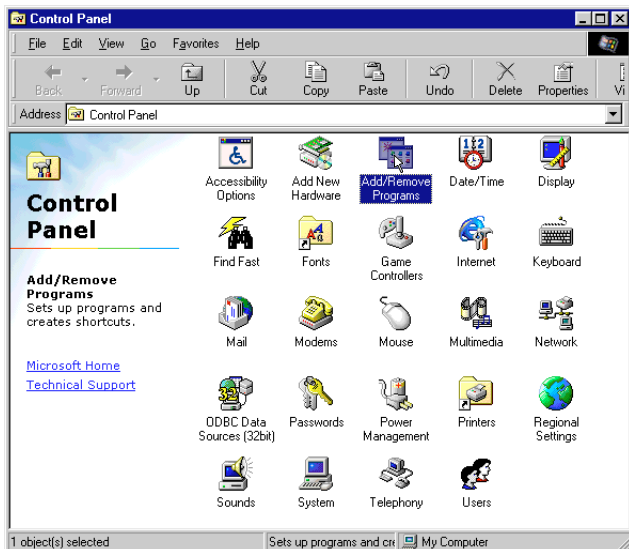 Control Panel
File Edit View Go Favorites Help
Back Forward Up Cut Copy Paste Undo Delete Properties Vi
Address Control Panel
Control
Panel
Add/Remove
Programs
Sets up programs and
creates shortcuts.
Microsoft Home
Technical Support
Accessibility
Options
Add New
Hardware
Add/Remove
Programs
Date/Time
Display
Find Fast
Fonts
Game
Controllers
Internet
Keyboard
Mail
Modems
Mouse
Multimedia
Network
ODBC Data
Sources (32bit)
Passwords
Power
Management
Printers
Regional
Settings
Sounds
System
Telephony
Users
1 object(s) selected Sets up programs and cre My Computer